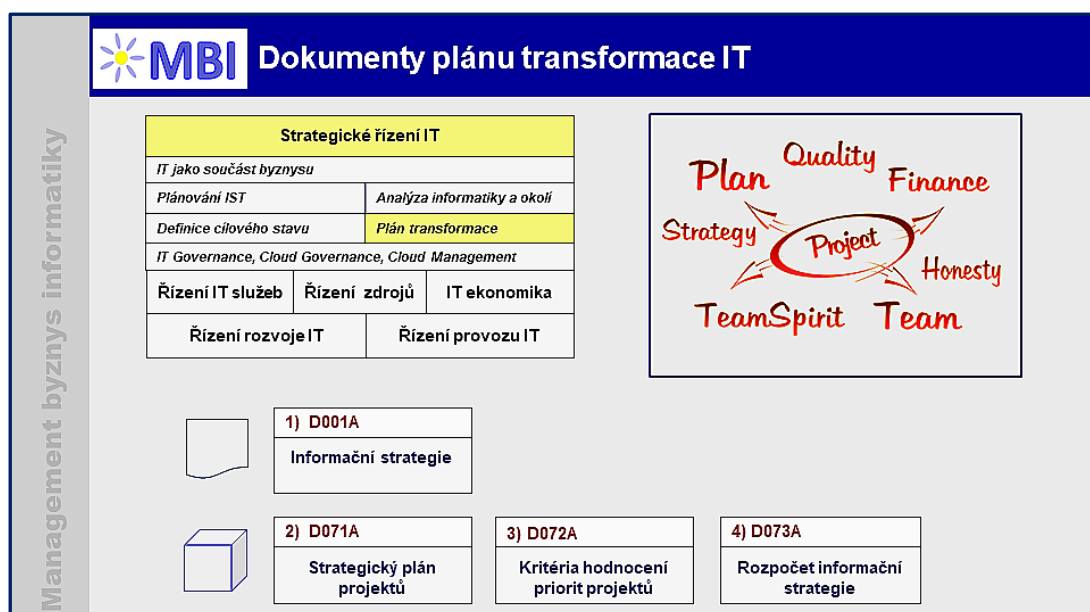 MBI Dokumenty plánu transformace IT
Management byznys informatiky
Strategické řízení IT
IT jako součást byznysu
Plánování IST
Analýza informatiky a okolí
Definice cílového stavu
Plán transformace
IT Governance, Cloud Governance, Cloud Management
Řízení IT služeb
Řízení zdrojů
IT ekonomika
Řízení rozvoje IT
Řízení provozu IT
Quality
Plan
Finance
Strategy
Project
Honesty
TeamSpirit
Team
1) D001A
Informační strategie
2) D071A
Strategický plán
projektů
3) D072A
Kritéria hodnocení
priorit projektů
4) D073A
Rozpočet informační
strategie